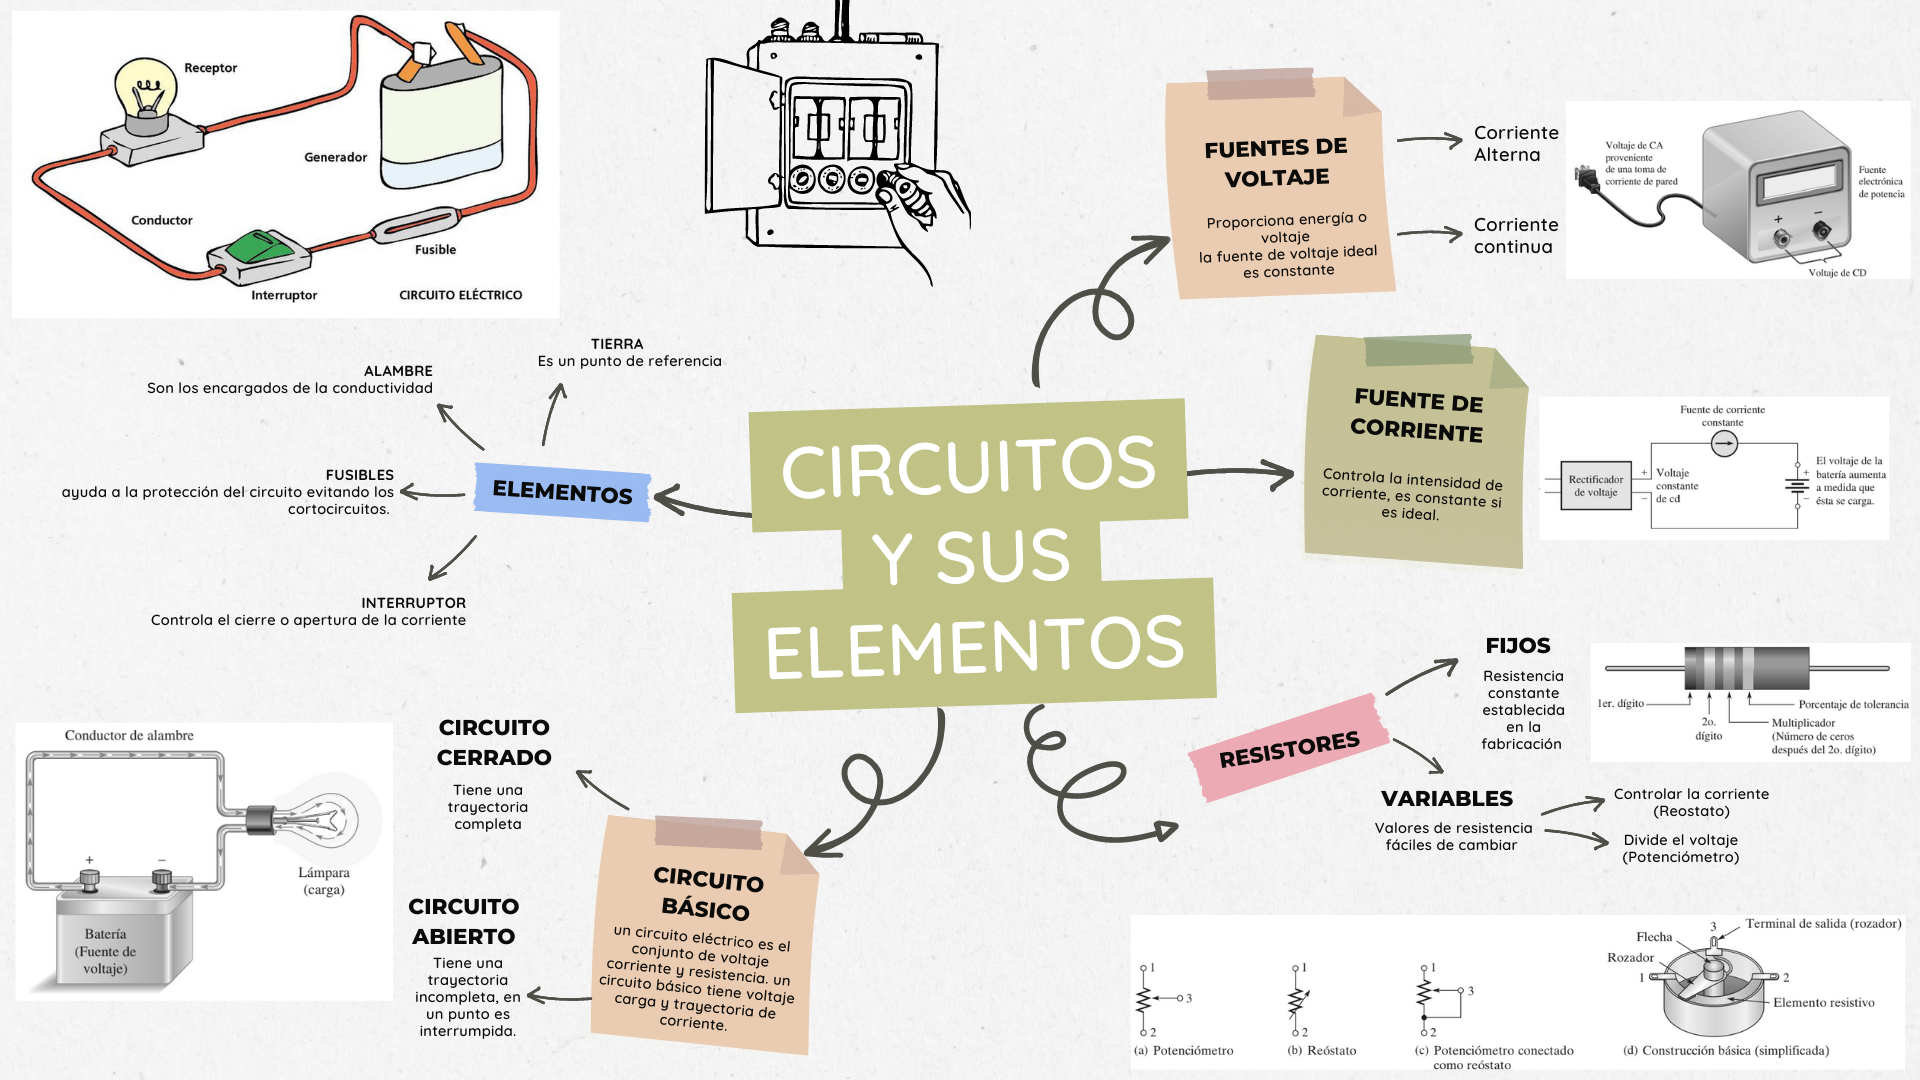 Receptor
Generador
Conductor
Fusible
Interruptor
CIRCUITO ELÉCTRICO
FUENTES DE
VOLTAJE
Proporciona energía o
voltaje
la fuente de voltaje ideal
es constante
Corriente
Alterna
Corriente
continua
Voltaje de CA
proveniente
de una toma de
corriente de pared
Fuente
electrónica
de potencia
+
−
Voltaje de CD
TIERRA
Es un punto de referencia
ALAMBRE
Son los encargados de la conductividad
FUSIBLES
ayuda a la protección del circuito evitando los
cortocircuitos.
ELEMENTOS
INTERRUPTOR
Controla el cierre o apertura de la corriente
CIRCUITOS
Y SUS
ELEMENTOS
FUENTE DE
CORRIENTE
Controla la intensidad de
corriente, es constante si
es ideal.
Fuente de corriente
constante
Rectificador
de voltaje
+
−
Voltaje
constante
de cd
+
−
El voltaje de la
batería aumenta
a medida que
ésta se carga.
RESISTORES
FIJOS
Resistencia
constante
establecida
en la
fabricación
1er. dígito
2o.
dígito
Porcentaje de tolerancia
Multiplicador
(Número de ceros
después del 2o. dígito)
VARIABLES
Valores de resistencia
fáciles de cambiar
Controlar la corriente
(Reostato)
Divide el voltaje
(Potenciómetro)
Conductor de alambre
+
−
Lámpara
(carga)
Batería
(Fuente de
voltaje)
CIRCUITO
CERRADO
Tiene una
trayectoria
completa
CIRCUITO
ABIERTO
Tiene una
trayectoria
incompleta, en
un punto es
interrumpida.
CIRCUITO
BÁSICO
un circuito eléctrico es el
conjunto de voltaje
corriente y resistencia. un
circuito básico tiene voltaje
carga y trayectoria de
corriente.
1
3
2
(a) Potenciómetro
1
2
(b) Reóstato
1
3
2
(c) Potenciómetro conectado
como reóstato
3
Terminal de salida (rozador)
Flecha
Rozador
1
2
Elemento resistivo
(d) Construcción básica (simplificada)